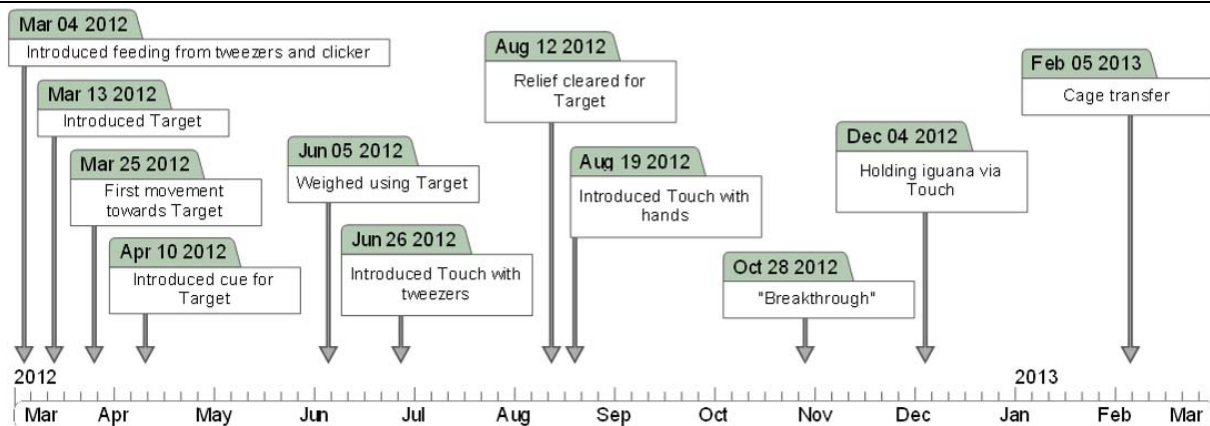 Mar 04 2012
Introduced feeding from tweezers and clicker
Mar 13 2012
Introduced Target
Mar 25 2012
First movement
towards Target
Apr 10 2012
Introduced cue for
Target
Jun 05 2012
Weighed using Target
Jun 26 2012
Introduced Touch with
tweezers
Aug 12 2012
Relief cleared for
Target
Aug 19 2012
Introduced Touch with
hands
Oct 28 2012
"Breakthrough"
Dec 04 2012
Holding iguana via
Touch
Feb 05 2013
Cage transfer
2012 2013
Mar Apr May Jun Jul Aug Sep Oct Nov Dec Jan Feb Mar